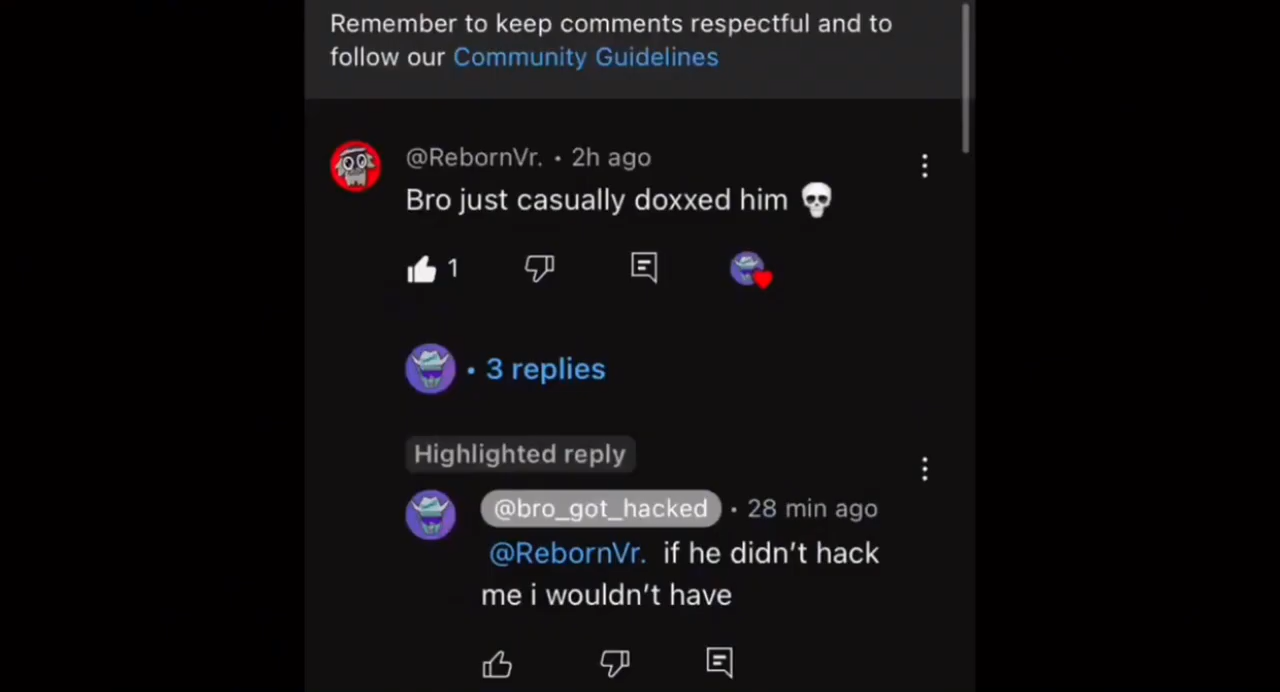 Remember to keep comments respectful and to
follow our Community Guidelines
@RebornVr. • 2h ago
Bro just casually doxxed him 💀
1
• 3 replies
Highlighted reply
@bro_got_hacked • 28 min ago
@RebornVr. if he didn't hack
me i wouldn't have